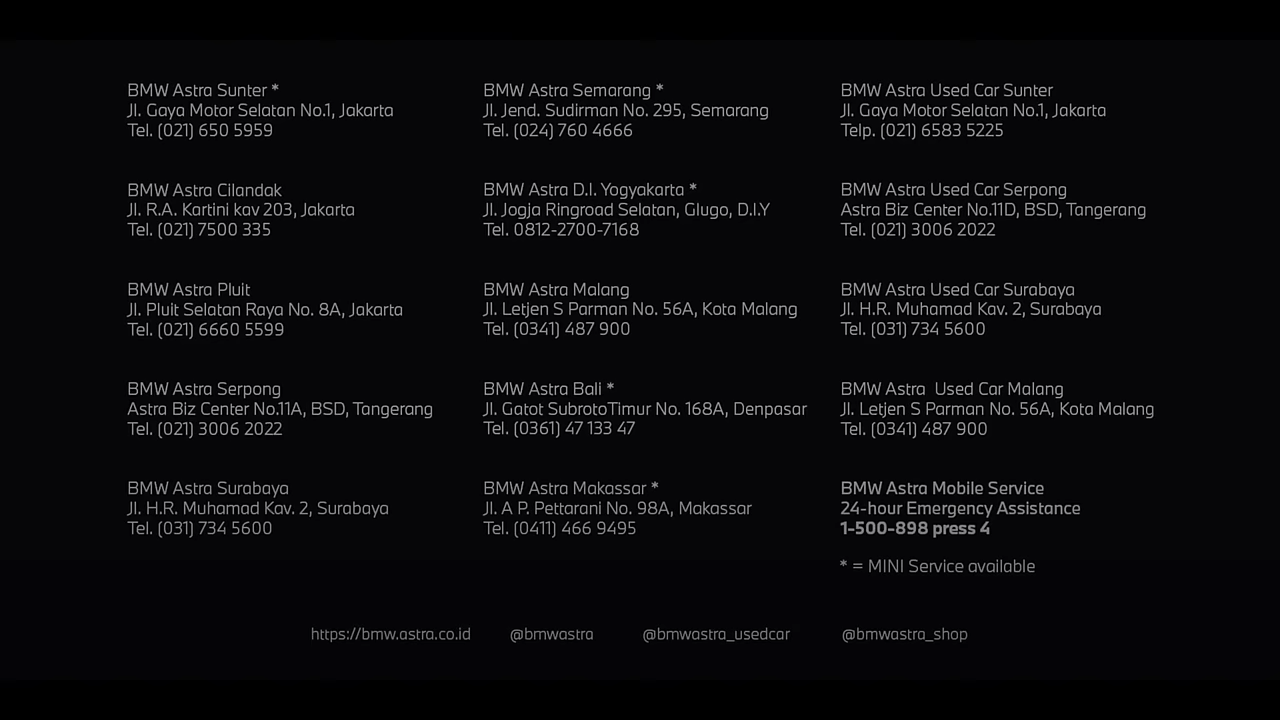 BMW Astra Sunter *
Jl. Gaya Motor Selatan No.1, Jakarta
Tel. (021) 650 5959
BMW Astra Cilandak
Jl. R.A. Kartini kav 203, Jakarta
Tel. (021) 7500 335
BMW Astra Pluit
Jl. Pluit Selatan Raya No. 8A, Jakarta
Tel. (021) 6660 5599
BMW Astra Serpong
Astra Biz Center No.11A, BSD, Tangerang
Tel. (021) 3006 2022
BMW Astra Surabaya
Jl. H.R. Muhamad Kav. 2, Surabaya
Tel. (031) 734 5600
BMW Astra Semarang *
Jl. Jend. Sudirman No. 295, Semarang
Tel. (024) 760 4666
BMW Astra D.I. Yogyakarta *
Jl. Jogja Ringroad Selatan, Glugo, D.I.Y
Tel. 0812-2700-7168
BMW Astra Malang
Jl. Letjen S Parman No. 56A, Kota Malang
Tel. (0341) 487 900
BMW Astra Bali *
Jl. Gatot SubrotoTimur No. 168A, Denpasar
Tel. (0361) 47 133 47
BMW Astra Makassar *
Jl. A P. Pettarani No. 98A, Makassar
Tel. (0411) 466 9495
BMW Astra Used Car Sunter
Jl. Gaya Motor Selatan No.1, Jakarta
Telp. (021) 6583 5225
BMW Astra Used Car Serpong
Astra Biz Center No.11D, BSD, Tangerang
Tel. (021) 3006 2022
BMW Astra Used Car Surabaya
Jl. H.R. Muhamad Kav. 2, Surabaya
Tel. (031) 734 5600
BMW Astra  Used Car Malang
Jl. Letjen S Parman No. 56A, Kota Malang
Tel. (0341) 487 900
BMW Astra Mobile Service
24-hour Emergency Assistance
1-500-898 press 4
* = MINI Service available
https://bmw.astra.co.id @bmwastra @bmwastra_usedcar @bmwastra_shop